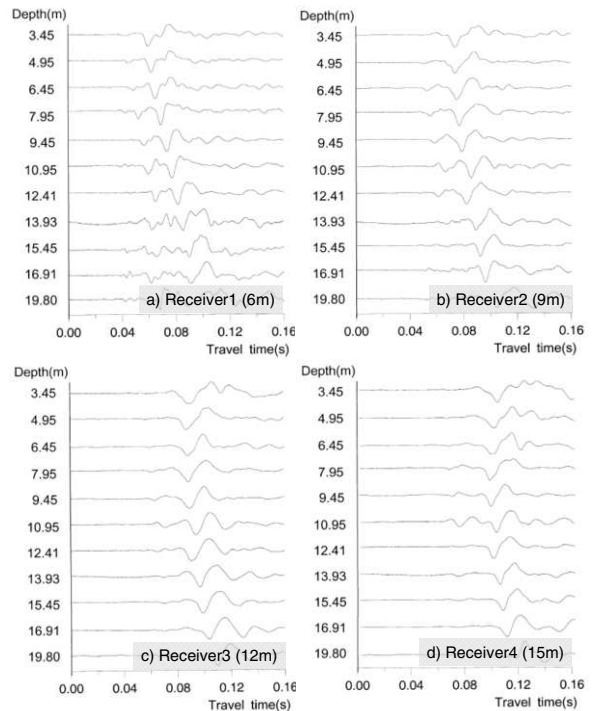 Depth(m)
3.45
4.95
6.45
7.95
9.45
10.95
12.41
13.93
15.45
16.91
19.80
a) Receiver1 (6m)
0.00 0.04 0.08 0.12 0.16
Travel time(s)
Depth(m)
3.45
4.95
6.45
7.95
9.45
10.95
12.41
13.93
15.45
16.91
19.80
b) Receiver2 (9m)
0.00 0.04 0.08 0.12 0.16
Travel time(s)
Depth(m)
3.45
4.95
6.45
7.95
9.45
10.95
12.41
13.93
15.45
16.91
19.80
c) Receiver3 (12m)
0.00 0.04 0.08 0.12 0.16
Travel time(s)
Depth(m)
3.45
4.95
6.45
7.95
9.45
10.95
12.41
13.93
15.45
16.91
19.80
d) Receiver4 (15m)
0.00 0.04 0.08 0.12 0.16
Travel time(s)